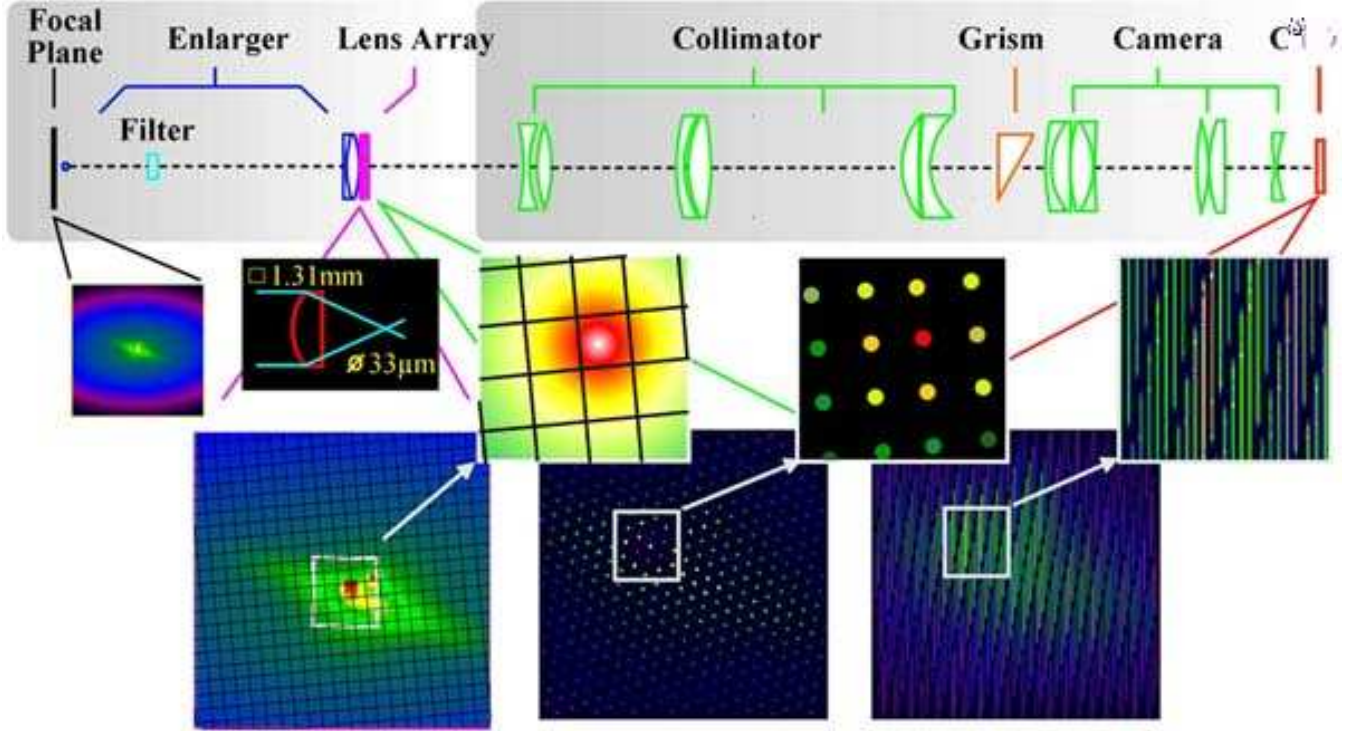 Focal
Plane
Enlarger
Lens Array
Collimator
Grism
Camera
Filter
□ 1.31mm
ø 33µm